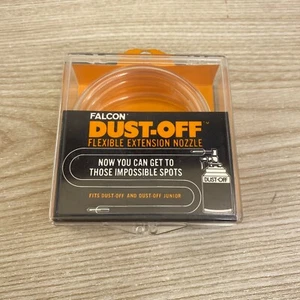 FALCON
DUST-OFF
FLEXIBLE EXTENSION NOZZLE
NOW YOU CAN GET TO
THOSE IMPOSSIBLE SPOTS
FITS DUST-OFF AND DUST-OFF JUNIOR
DUST-OFF